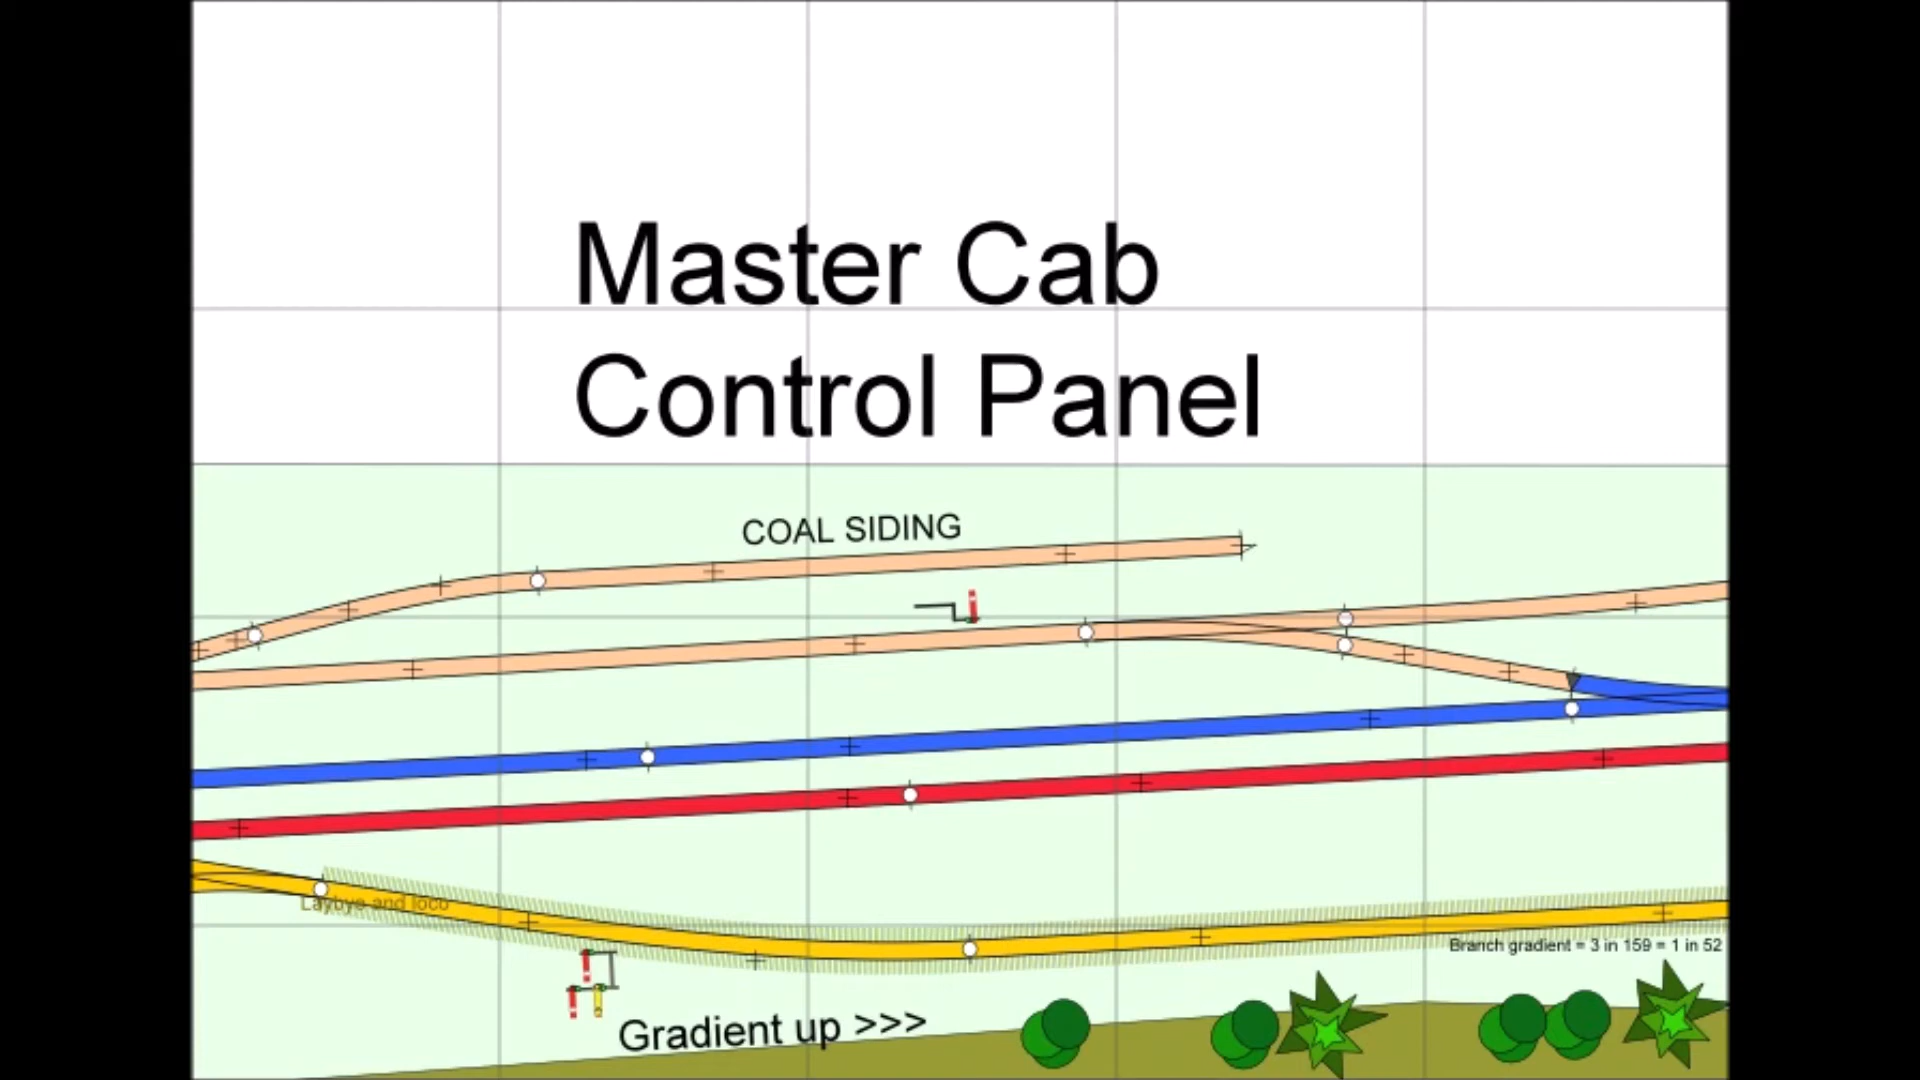 Master Cab
Control Panel
COAL SIDING
Laybye and loco
Branch gradient = 3 in 159 = 1 in 52
Gradient up >>>